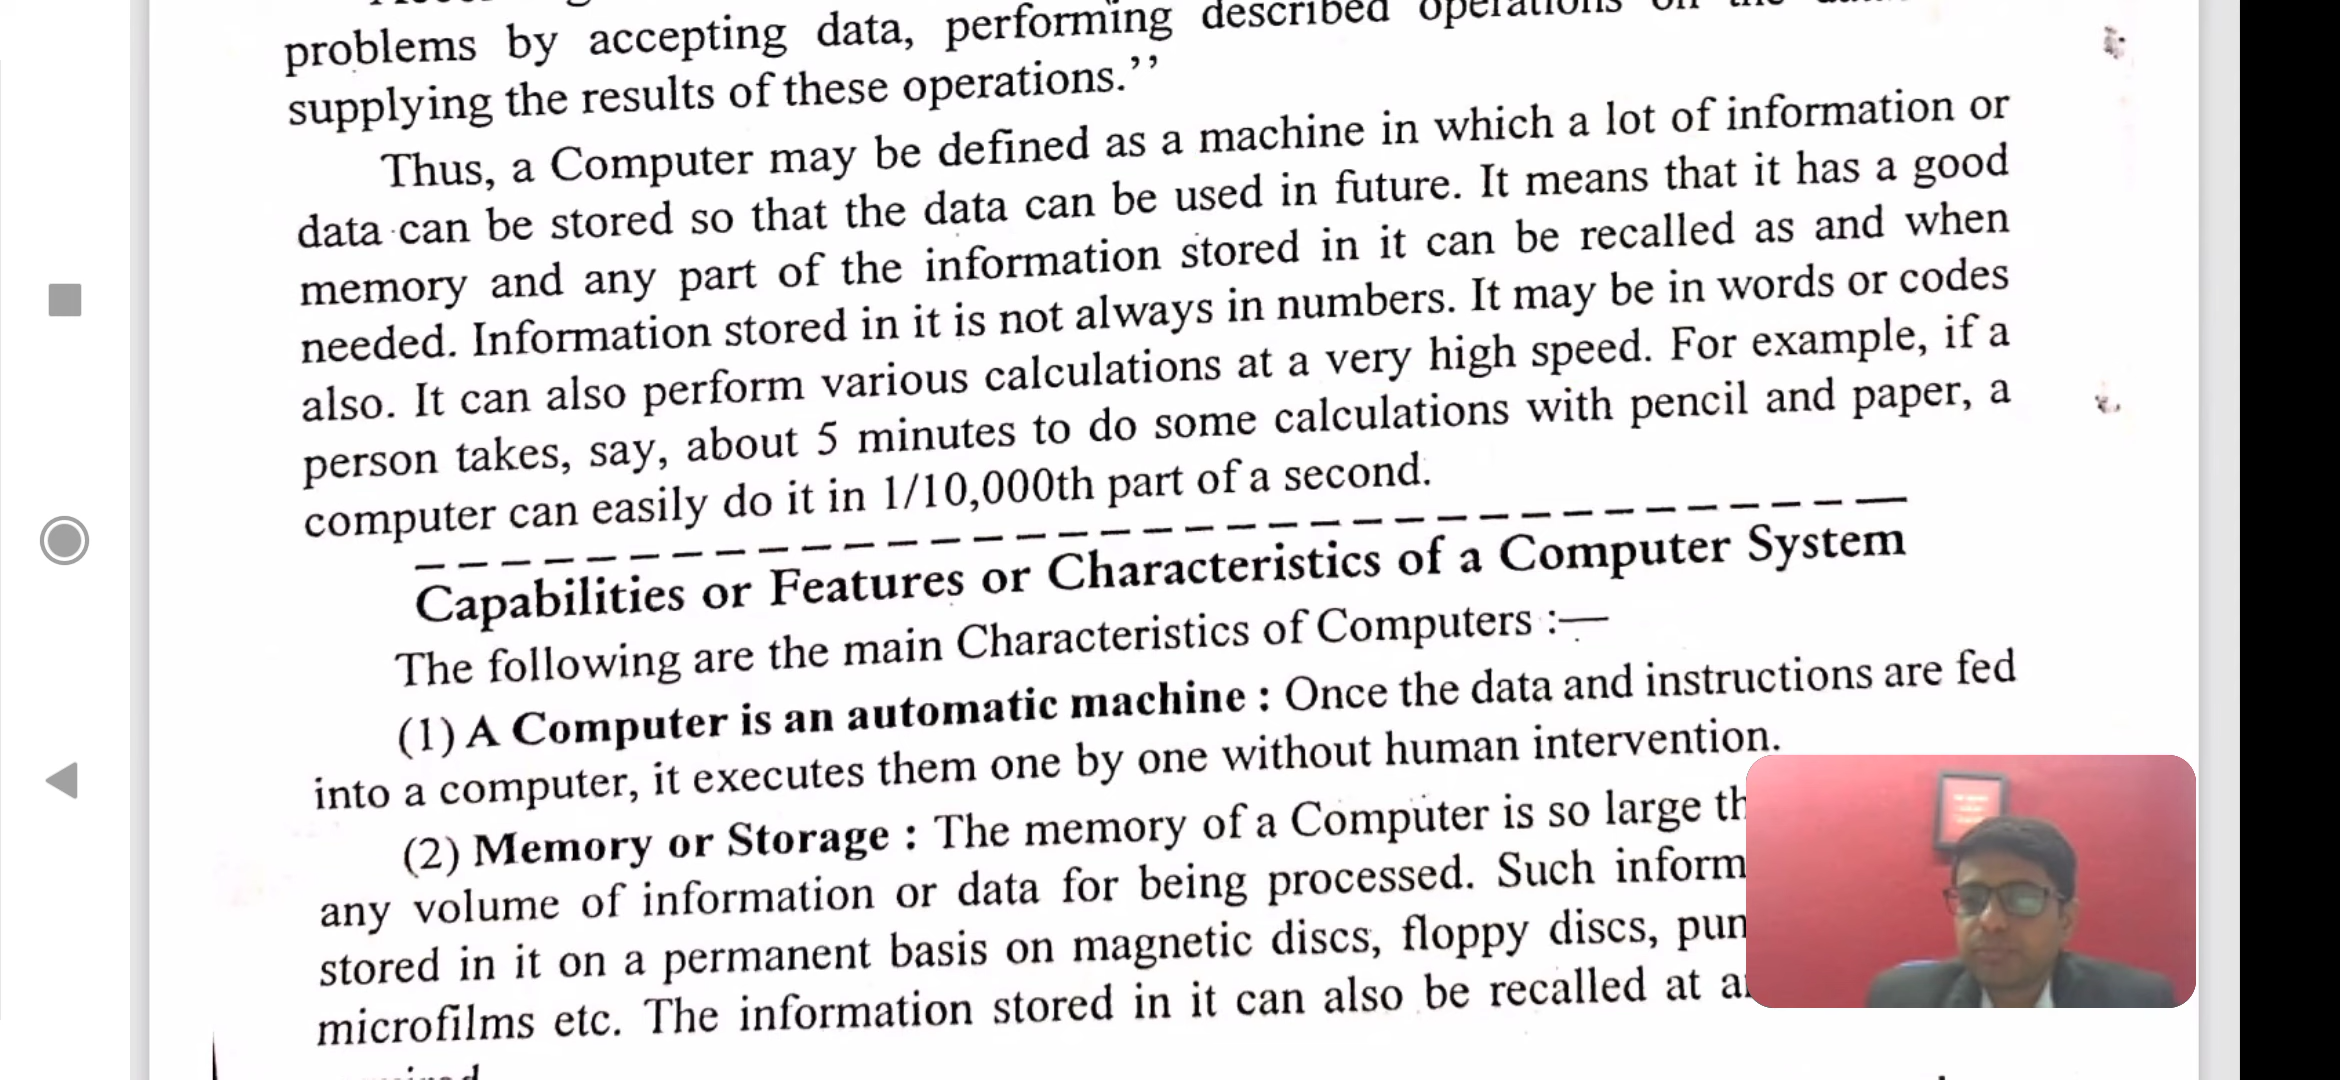 problems by accepting data, performing described operations on the
supplying the results of these operations.’’
Thus, a Computer may be defined as a machine in which a lot of information or
data can be stored so that the data can be used in future. It means that it has a good
memory and any part of the information stored in it can be recalled as and when
needed. Information stored in it is not always in numbers. It may be in words or codes
also. It can also perform various calculations at a very high speed. For example, if a
person takes, say, about 5 minutes to do some calculations with pencil and paper, a
computer can easily do it in 1/10,000th part of a second.
Capabilities or Features or Characteristics of a Computer System
The following are the main Characteristics of Computers :—
(1) A Computer is an automatic machine : Once the data and instructions are fed
into a computer, it executes them one by one without human intervention.
(2) Memory or Storage : The memory of a Computer is so large
any volume of information or data for being processed. Such
stored in it on a permanent basis on magnetic discs, floppy discs,
microfilms etc. The information stored in it can also be recalled at